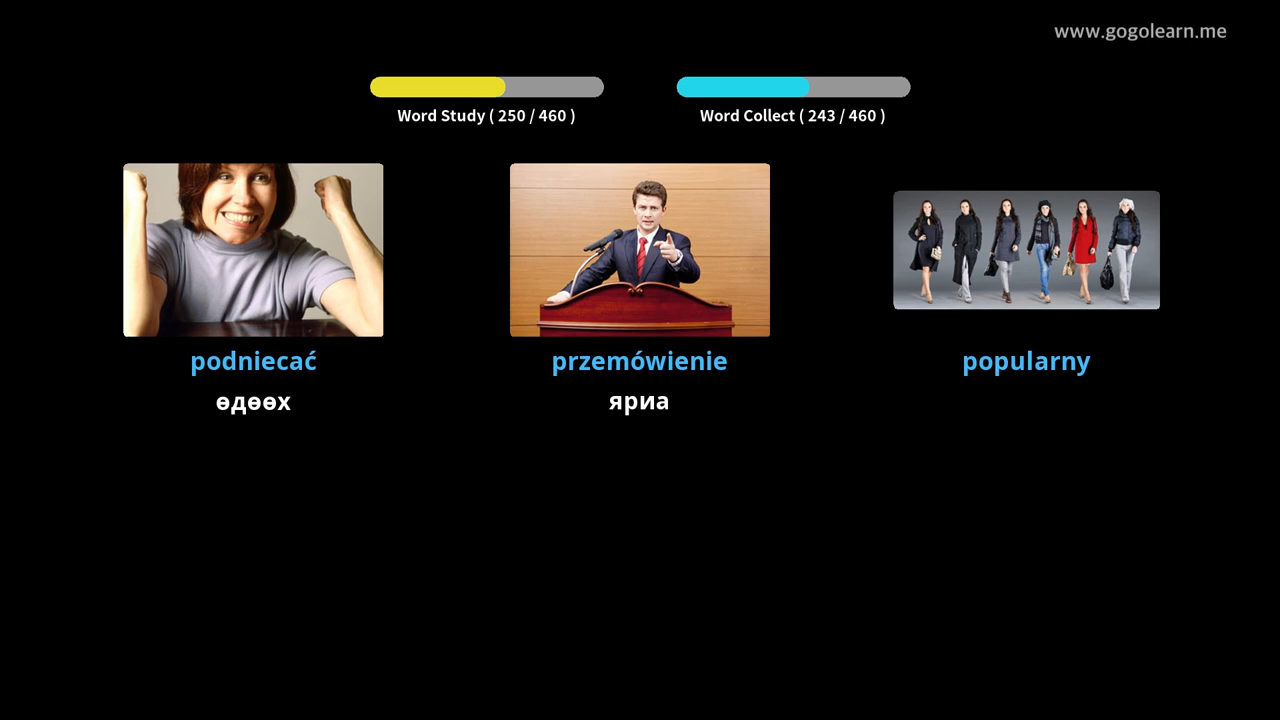 www.gogolearn.me
Word Study ( 250 / 460 )
Word Collect ( 243 / 460 )
podniecać
przemówienie
popularny
өдөөх
яриа